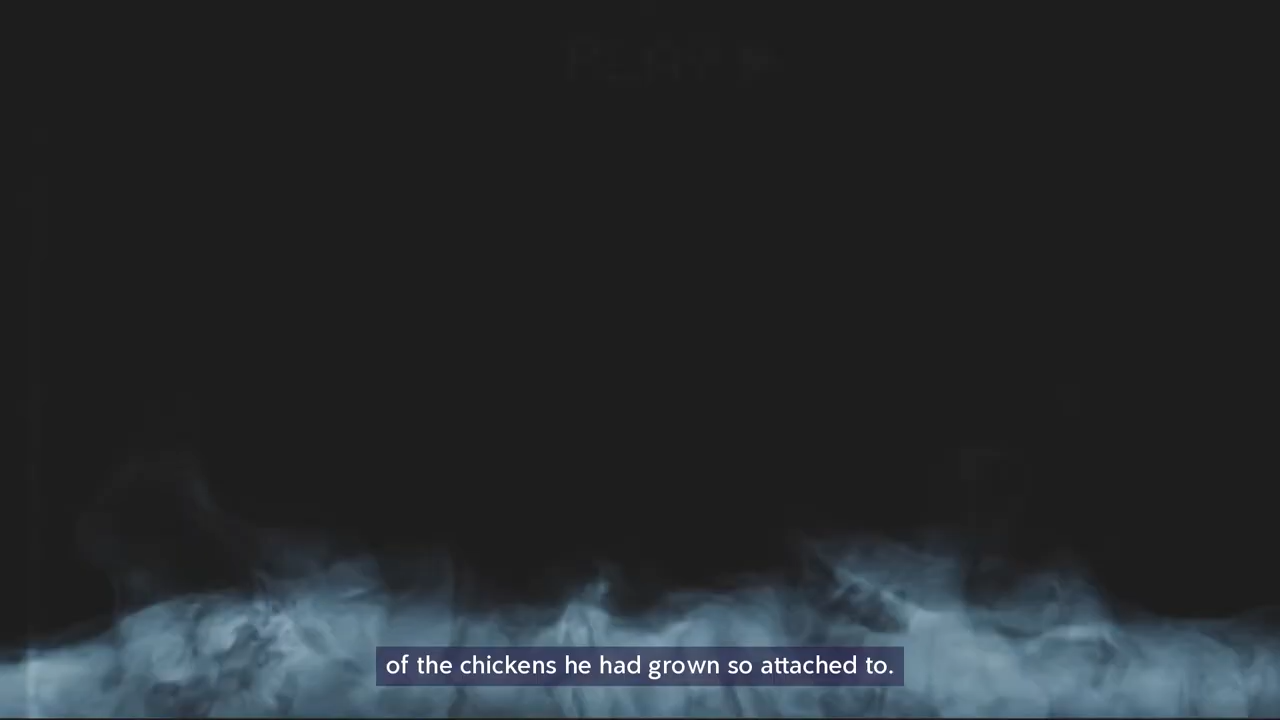 of the chickens he had grown so attached to.